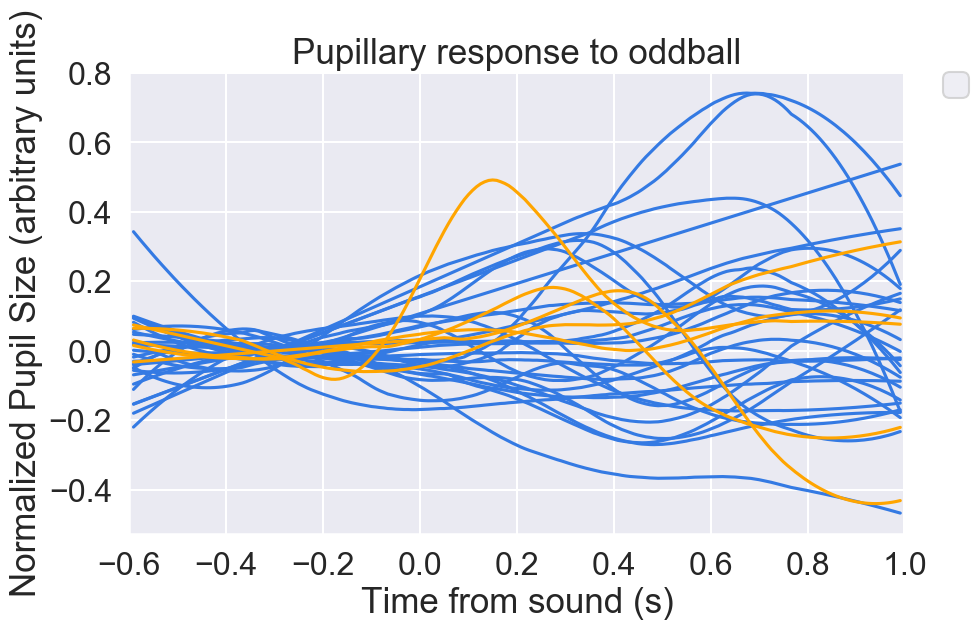 Pupillary response to oddball
Normalized Pupil Size (arbitrary units)
0.8
0.6
0.4
0.2
0.0
−0.2
−0.4
−0.6 −0.4 −0.2 0.0 0.2 0.4 0.6 0.8 1.0
Time from sound (s)